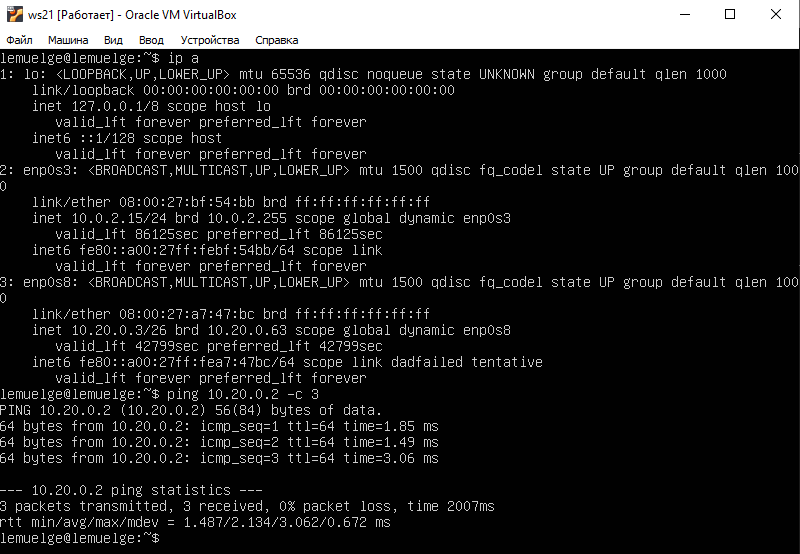 ws21 [Работает] - Oracle VM VirtualBox
Файл Машина Вид Ввод Устройства Справка
lemuelge@lemuelge:~$ ip a
1: lo: <LOOPBACK,UP,LOWER_UP> mtu 65536 qdisc noqueue state UNKNOWN group default qlen 1000
    link/loopback 00:00:00:00:00:00 brd 00:00:00:00:00:00
    inet 127.0.0.1/8 scope host lo
       valid_lft forever preferred_lft forever
    inet6 ::1/128 scope host
       valid_lft forever preferred_lft forever
2: enp0s3: <BROADCAST,MULTICAST,UP,LOWER_UP> mtu 1500 qdisc fq_codel state UP group default qlen 100
0
    link/ether 08:00:27:bf:54:bb brd ff:ff:ff:ff:ff:ff
    inet 10.0.2.15/24 brd 10.0.2.255 scope global dynamic enp0s3
       valid_lft 86125sec preferred_lft 86125sec
    inet6 fe80::a00:27ff:febf:54bb/64 scope link
       valid_lft forever preferred_lft forever
3: enp0s8: <BROADCAST,MULTICAST,UP,LOWER_UP> mtu 1500 qdisc fq_codel state UP group default qlen 100
0
    link/ether 08:00:27:a7:47:bc brd ff:ff:ff:ff:ff:ff
    inet 10.20.0.3/26 brd 10.20.0.63 scope global dynamic enp0s8
       valid_lft 42799sec preferred_lft 42799sec
    inet6 fe80::a00:27ff:fea7:47bc/64 scope link dadfailed tentative
       valid_lft forever preferred_lft forever
lemuelge@lemuelge:~$ ping 10.20.0.2 -c 3
PING 10.20.0.2 (10.20.0.2) 56(84) bytes of data.
64 bytes from 10.20.0.2: icmp_seq=1 ttl=64 time=1.85 ms
64 bytes from 10.20.0.2: icmp_seq=2 ttl=64 time=1.49 ms
64 bytes from 10.20.0.2: icmp_seq=3 ttl=64 time=3.06 ms
--- 10.20.0.2 ping statistics ---
3 packets transmitted, 3 received, 0% packet loss, time 2007ms
rtt min/avg/max/mdev = 1.487/2.134/3.062/0.672 ms
lemuelge@lemuelge:~$